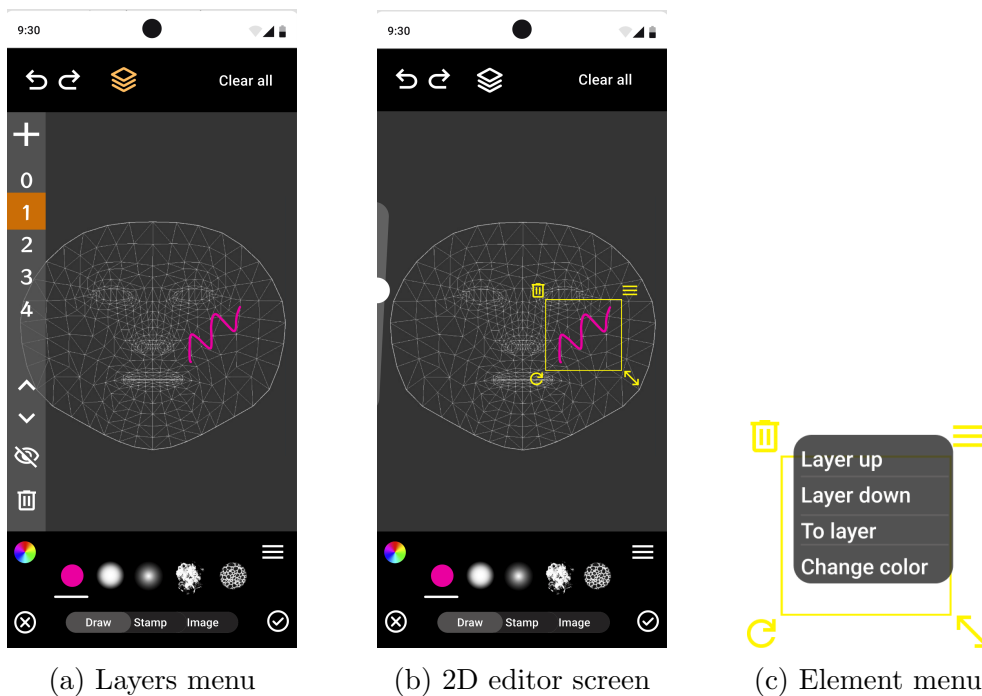 9:30
Clear all
0
1
2
3
4
Draw Stamp Image
(a) Layers menu
9:30
Clear all
Draw Stamp Image
(b) 2D editor screen
Layer up
Layer down
To layer
Change color
(c) Element menu